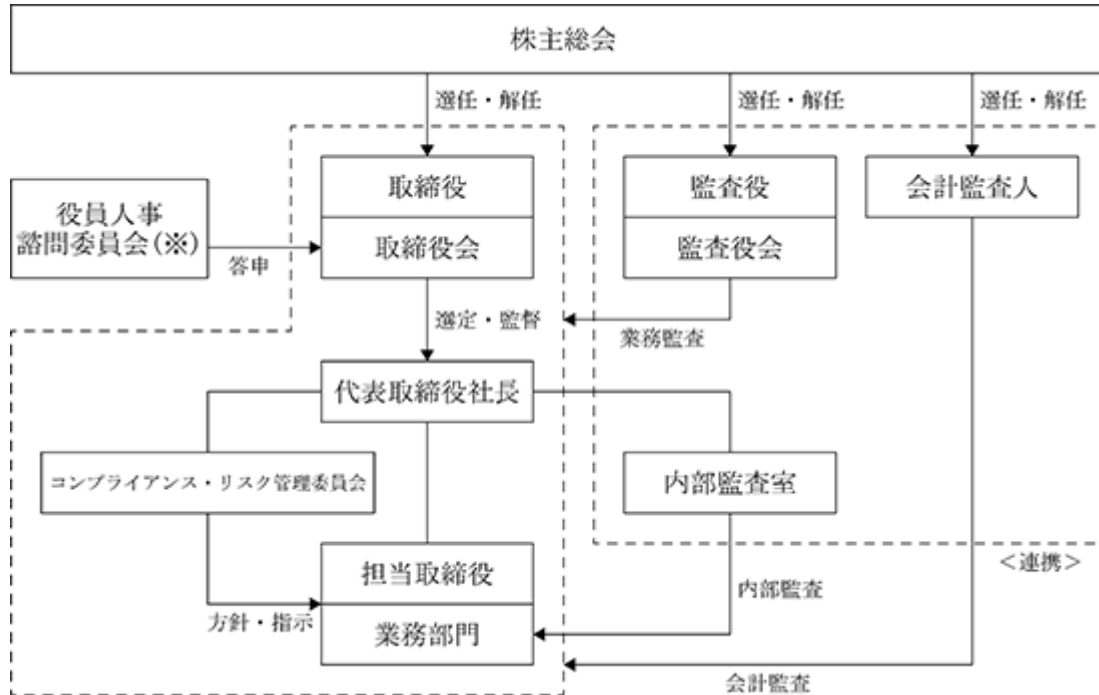 株主総会
選任・解任
選任・解任
選任・解任
取締役
監査役
会計監査人
役員人事
諮問委員会(※)
取締役会
監査役会
答申
選定・監督
業務監査
代表取締役社長
コンプライアンス・リスク管理委員会
内部監査室
＜連携＞
担当取締役
内部監査
方針・指示
業務部門
会計監査